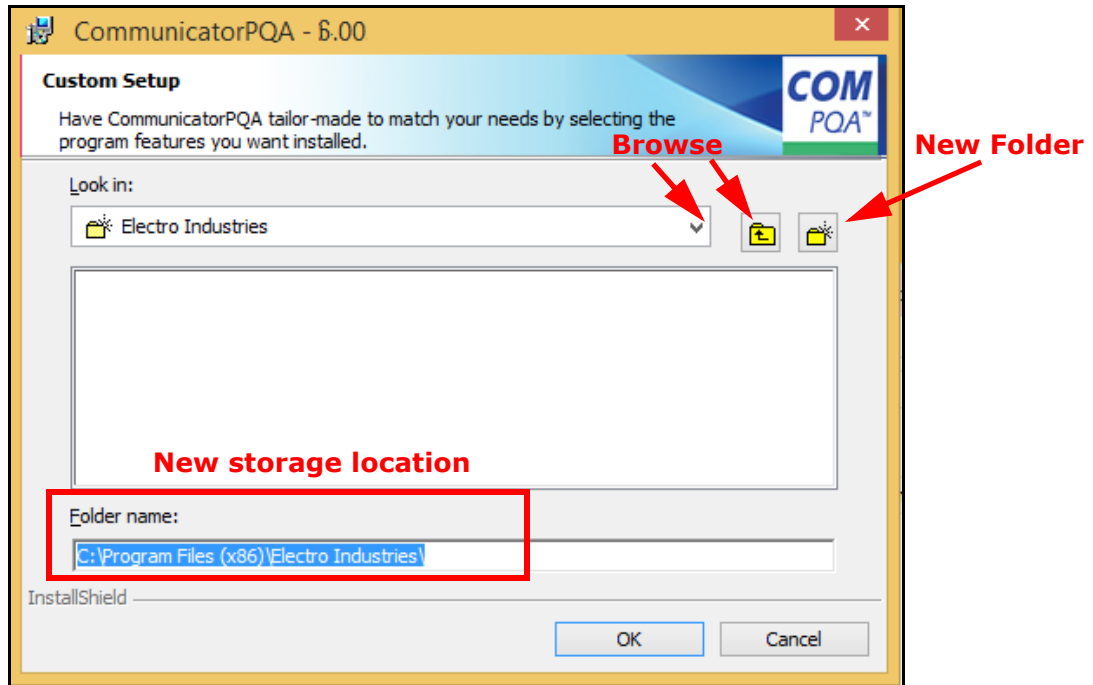 CommunicatorPQA - 6.00
Custom Setup
Have CommunicatorPQA tailor-made to match your needs by selecting the
program features you want installed.
COM
PQA™
Browse
New Folder
Look in:
Electro Industries
New storage location
Folder name:
C:\Program Files (x86)\Electro Industries\
InstallShield
OK
Cancel